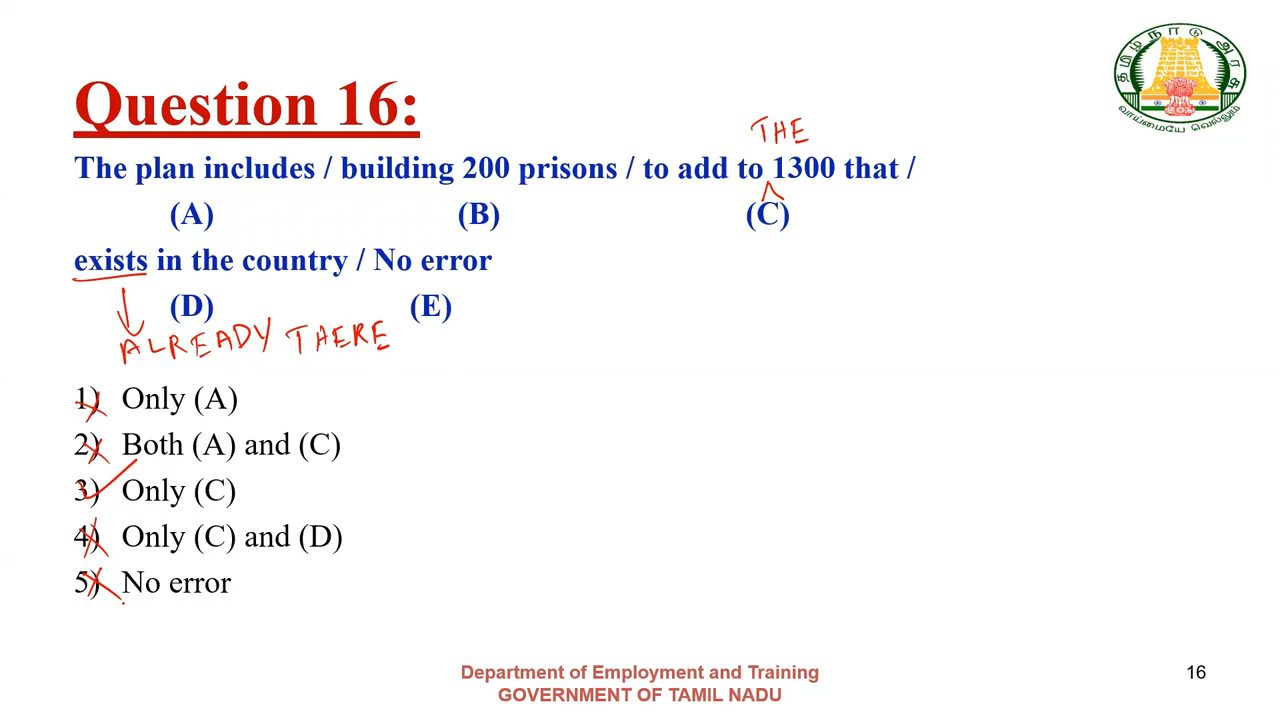 தமிழ்நாடு அரசு
வாய்மையே வெல்லும்
Question 16:
THE
The plan includes / building 200 prisons / to add to 1300 that /
(A) (B) (C)
exists in the country / No error
(D) (E)
ALREADY THERE
1) Only (A)
2) Both (A) and (C)
3) Only (C)
4) Only (C) and (D)
5) No error
Department of Employment and Training
GOVERNMENT OF TAMIL NADU
16